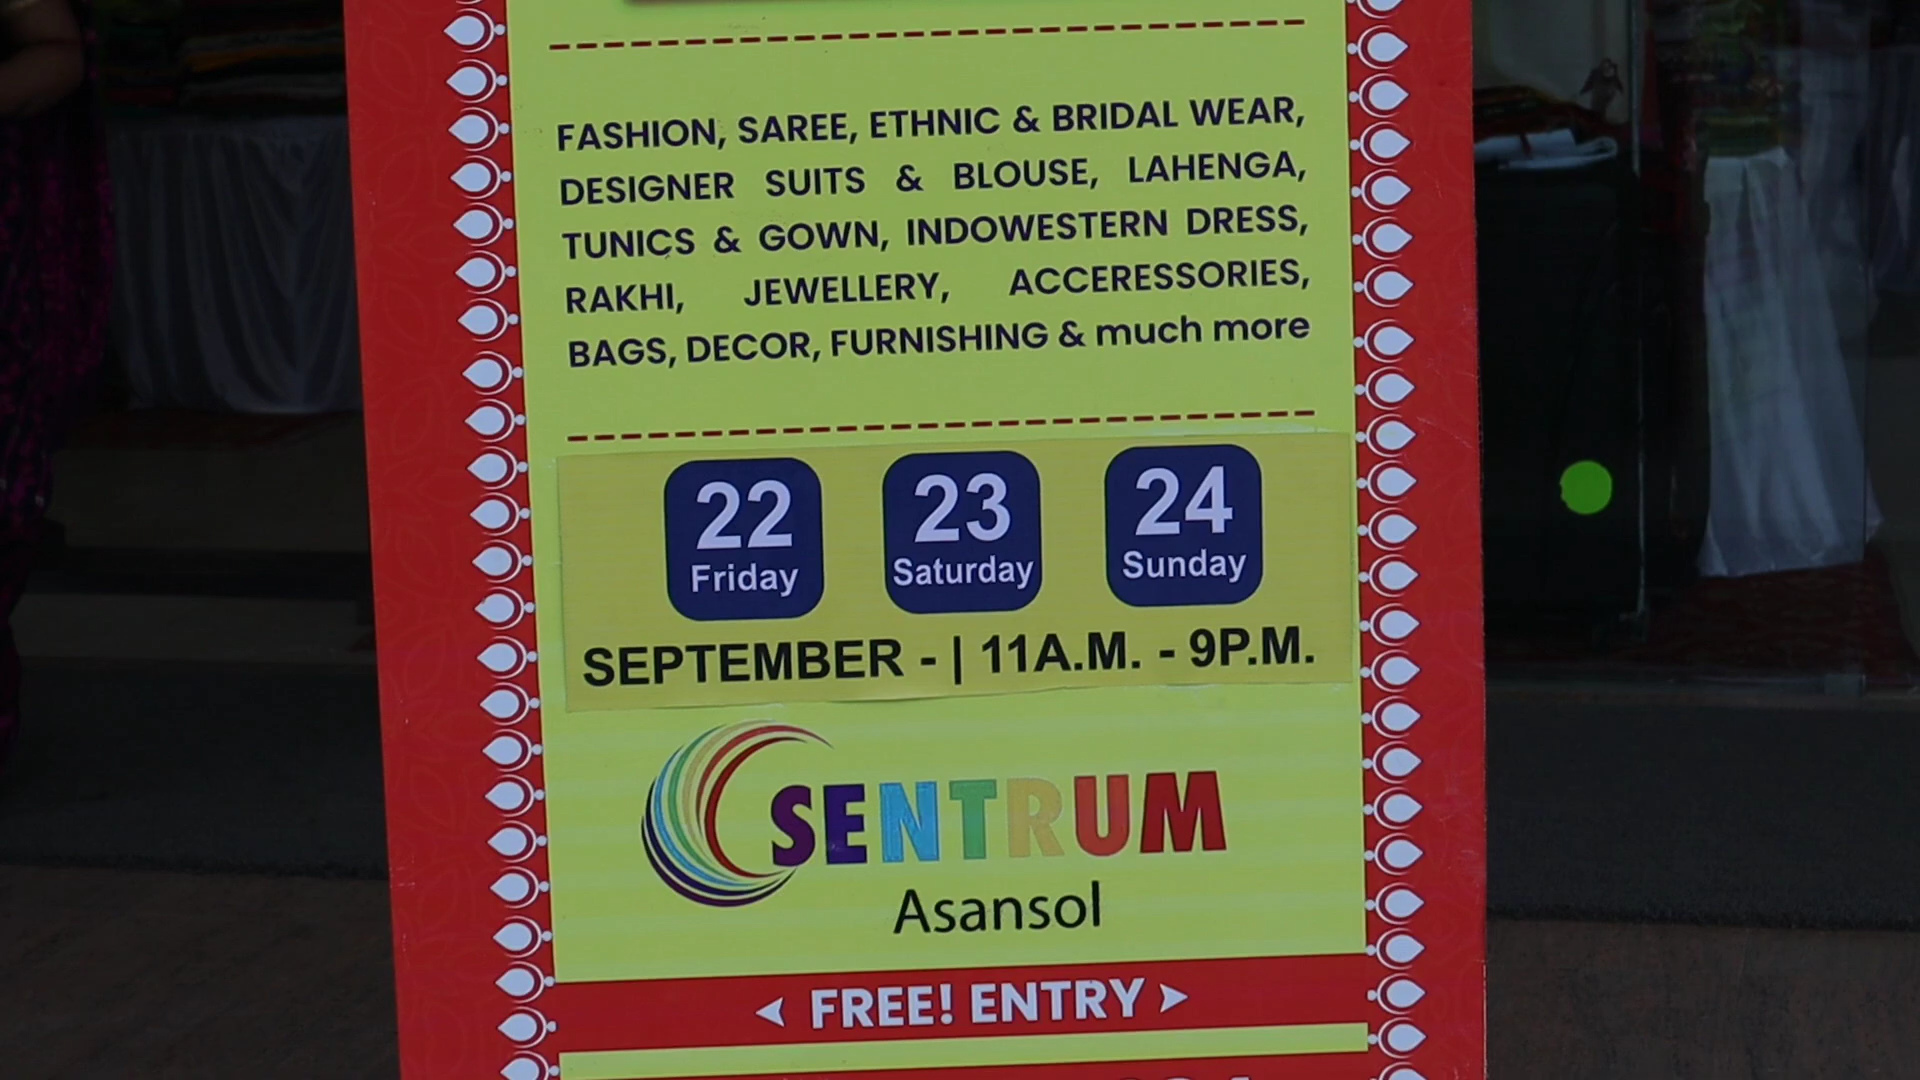 FASHION, SAREE, ETHNIC & BRIDAL WEAR,
DESIGNER SUITS & BLOUSE, LAHENGA,
TUNICS & GOWN, INDOWESTERN DRESS,
RAKHI, JEWELLERY, ACCERESSORIES,
BAGS, DECOR, FURNISHING & much more
22 23 24
Friday Saturday Sunday
SEPTEMBER - | 11A.M. - 9P.M.
SENTRUM
Asansol
FREE! ENTRY